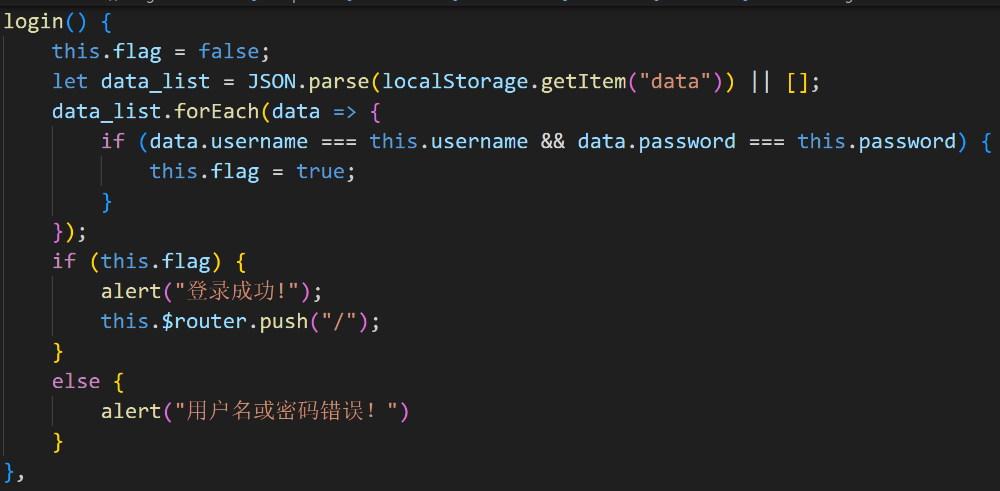 login() {
    this.flag = false;
    let data_list = JSON.parse(localStorage.getItem("data")) || [];
    data_list.forEach(data => {
        if (data.username === this.username && data.password === this.password) {
            this.flag = true;
        }
    });
    if (this.flag) {
        alert("登录成功!");
        this.$router.push("/");
    }
    else {
        alert("用户名或密码错误！")
    }
},